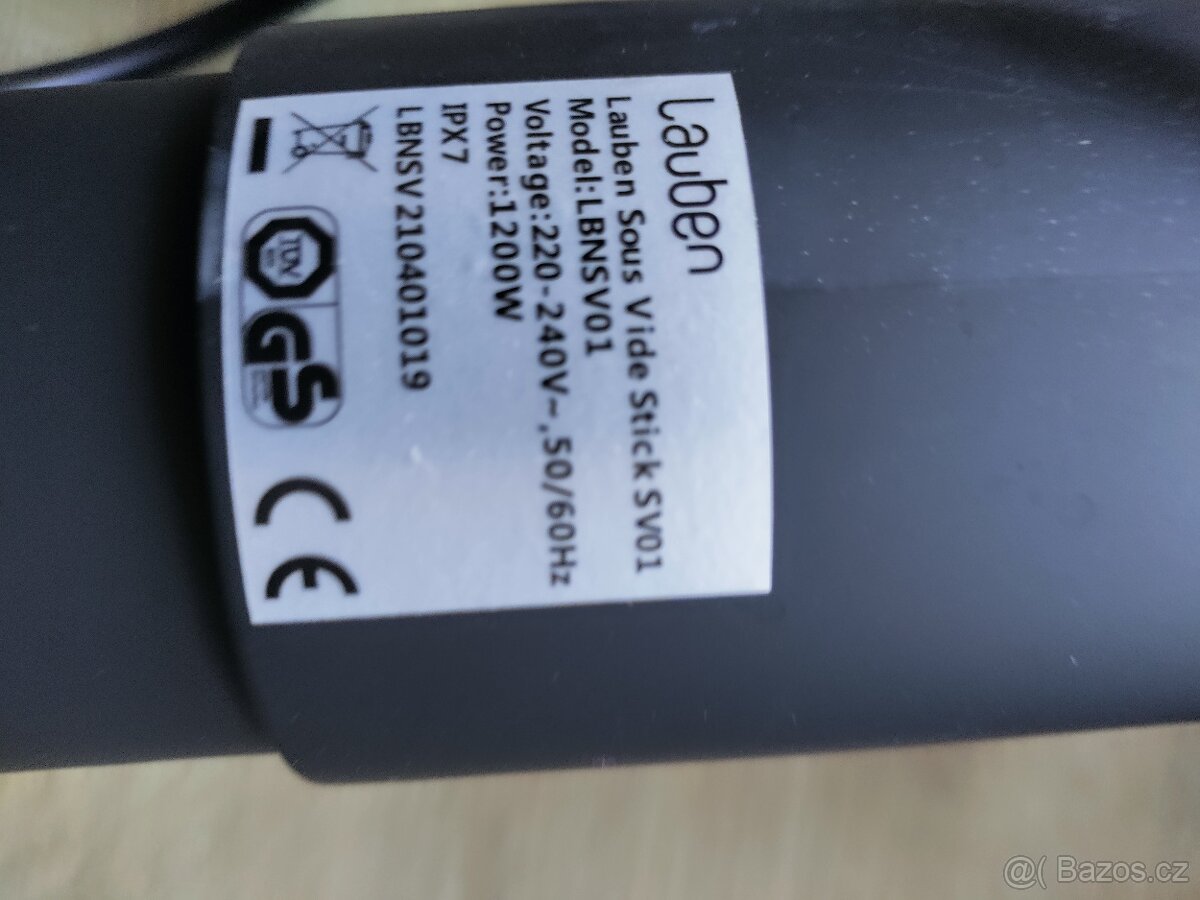 Lauben
Lauben Sous Vide Stick SV01
Model:LBNSV01
Voltage:220-240V~,50/60Hz
Power:1200W
IPX7
LBNSV210401019
TÜV
GS
CE
@( Bazos.cz